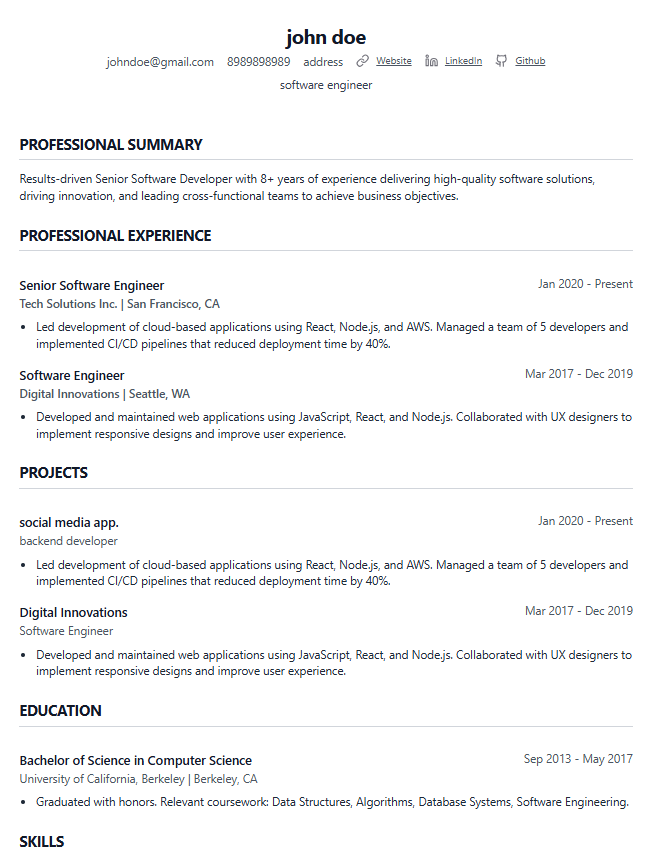 john doe
johndoe@gmail.com 8989898989 address Website LinkedIn Github
software engineer
PROFESSIONAL SUMMARY
Results-driven Senior Software Developer with 8+ years of experience delivering high-quality software solutions,
driving innovation, and leading cross-functional teams to achieve business objectives.
PROFESSIONAL EXPERIENCE
Senior Software Engineer Jan 2020 - Present
Tech Solutions Inc. | San Francisco, CA
• Led development of cloud-based applications using React, Node.js, and AWS. Managed a team of 5 developers and
implemented CI/CD pipelines that reduced deployment time by 40%.
Software Engineer Mar 2017 - Dec 2019
Digital Innovations | Seattle, WA
• Developed and maintained web applications using JavaScript, React, and Node.js. Collaborated with UX designers to
implement responsive designs and improve user experience.
PROJECTS
social media app. Jan 2020 - Present
backend developer
• Led development of cloud-based applications using React, Node.js, and AWS. Managed a team of 5 developers and
implemented CI/CD pipelines that reduced deployment time by 40%.
Digital Innovations Mar 2017 - Dec 2019
Software Engineer
• Developed and maintained web applications using JavaScript, React, and Node.js. Collaborated with UX designers to
implement responsive designs and improve user experience.
EDUCATION
Bachelor of Science in Computer Science Sep 2013 - May 2017
University of California, Berkeley | Berkeley, CA
• Graduated with honors. Relevant coursework: Data Structures, Algorithms, Database Systems, Software Engineering.
SKILLS